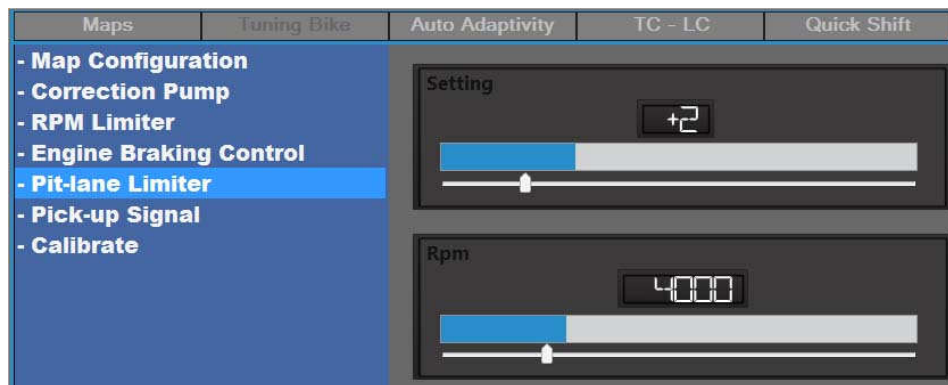 Maps Tuning Bike Auto Adaptivity TC - LC Quick Shift
- Map Configuration
- Correction Pump
- RPM Limiter
- Engine Braking Control
- Pit-lane Limiter
- Pick-up Signal
- Calibrate
Setting
+2
Rpm
4000